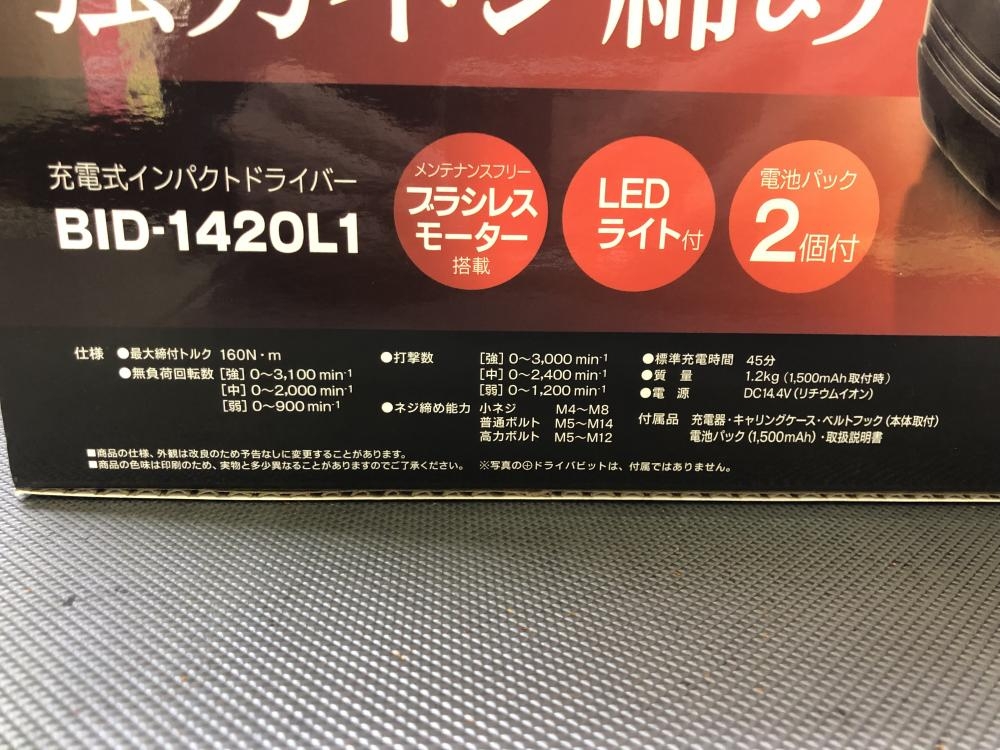 強力ネジ締め
充電式インパクトドライバー
BID-1420L1
メンテナンスフリー
ブラシレス
モーター
搭載
LED
ライト付
電池パック
2個付
仕様 ●最大締付トルク 160N・m
●無負荷回転数 [強] 0～3,100 min⁻¹
[中] 0～2,000 min⁻¹
[弱] 0～900 min⁻¹
●打撃数 [強] 0～3,000 min⁻¹
[中] 0～2,400 min⁻¹
[弱] 0～1,200 min⁻¹
●ネジ締め能力 小ネジ M4～M8
普通ボルト M5～M14
高力ボルト M5～M12
●標準充電時間 45分
●質 量 1.2kg (1,500mAh取付時)
●電 源 DC14.4V (リチウムイオン)
付属品 充電器・キャリングケース・ベルトフック (本体取付)
電池パック (1,500mAh)・取扱説明書
■商品の仕様、外観は改良のため予告なしに変更することがあります。
■商品の色味は印刷のため、実物と多少異なることがありますのでご了承ください。 ※写真の⊕ドライバビットは、付属ではありません。